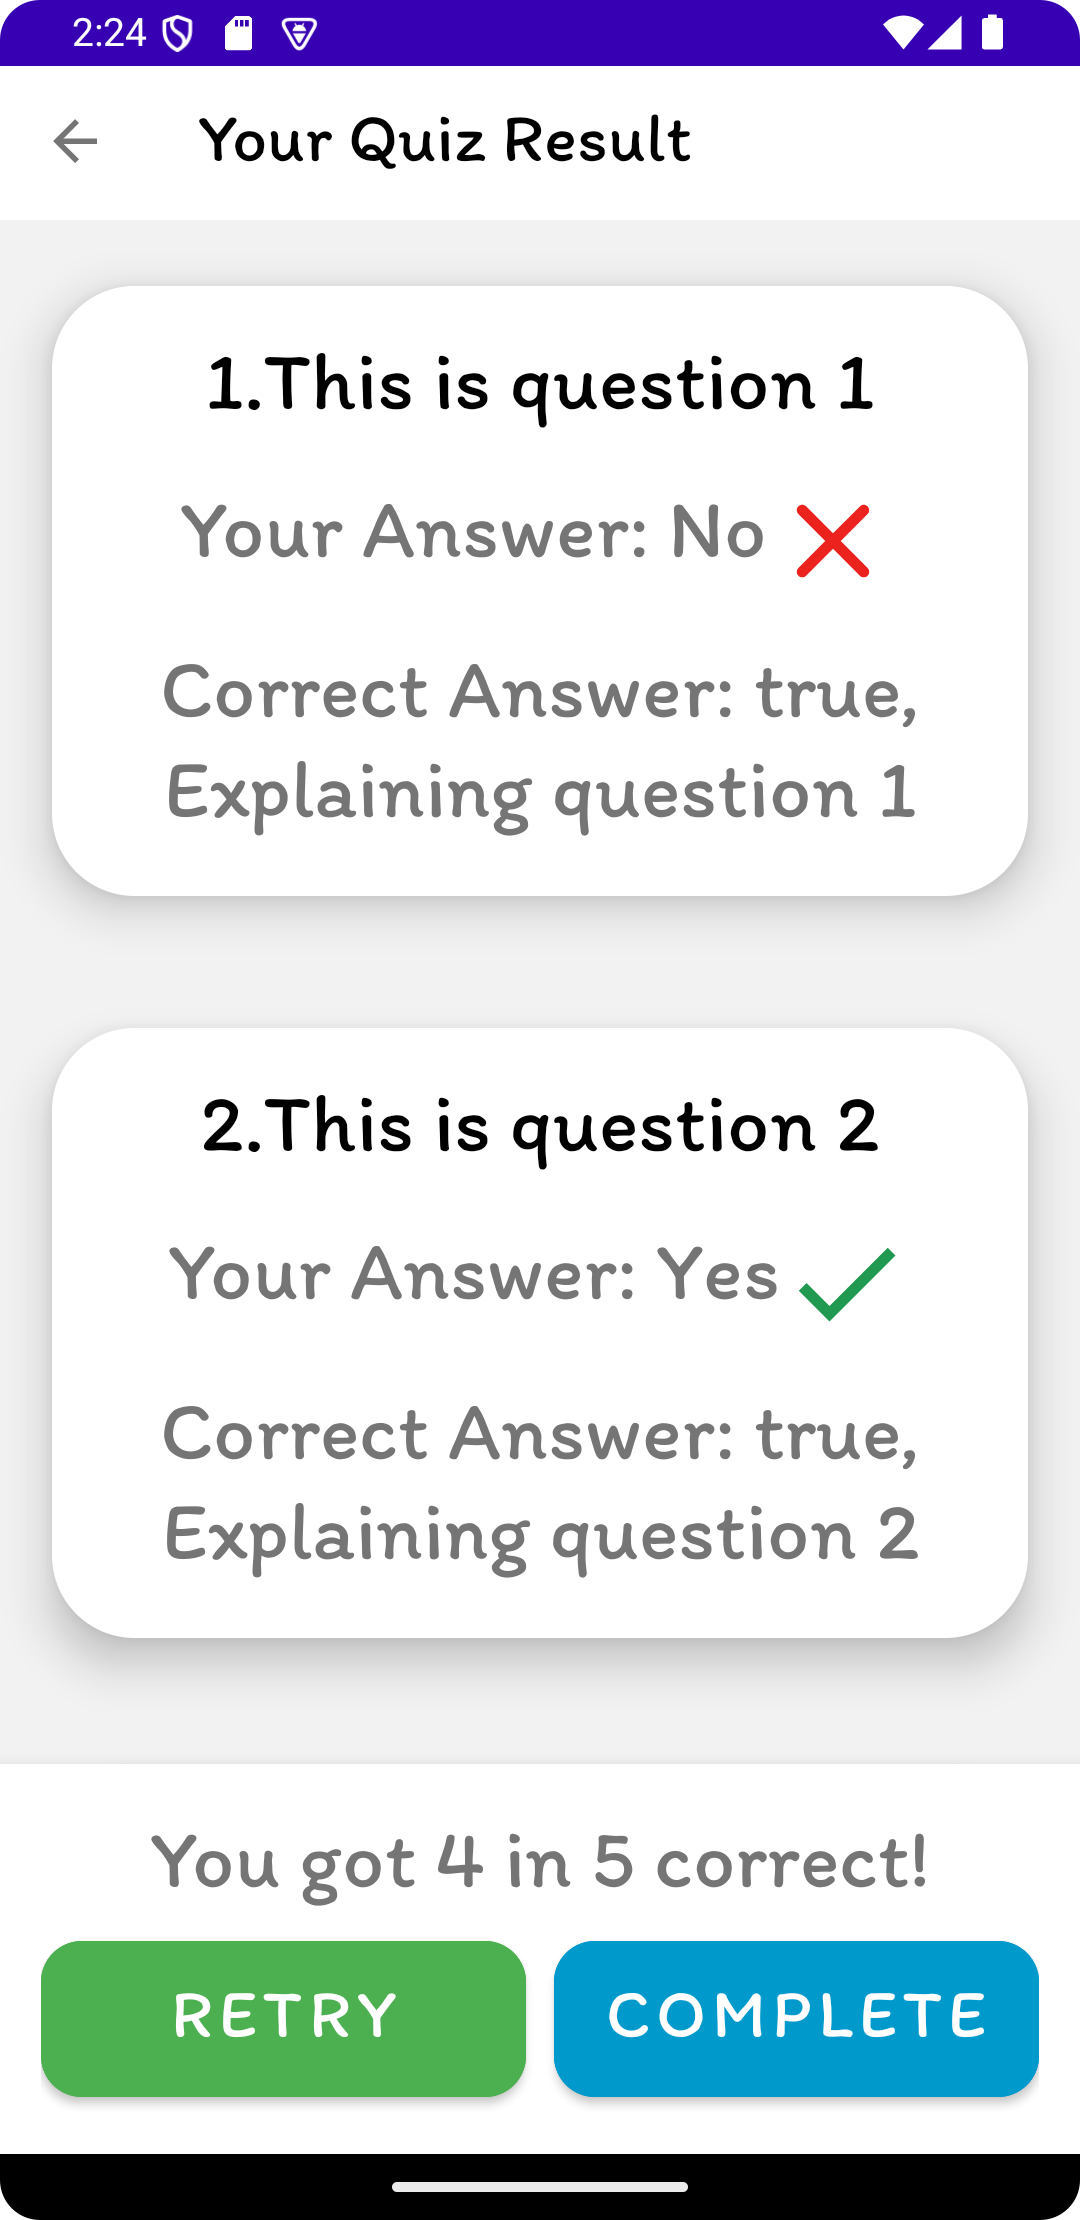 2:24
Your Quiz Result
1.This is question 1
Your Answer: No
Correct Answer: true,
Explaining question 1
2.This is question 2
Your Answer: Yes
Correct Answer: true,
Explaining question 2
You got 4 in 5 correct!
RETRY
COMPLETE